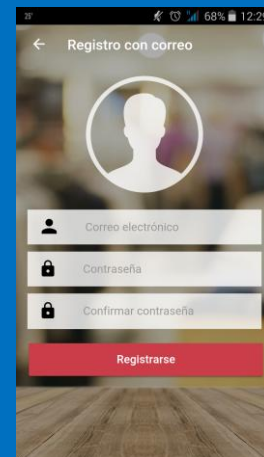 68% 12:29
Registro con correo
Correo electrónico
Contraseña
Confirmar contraseña
Registrarse